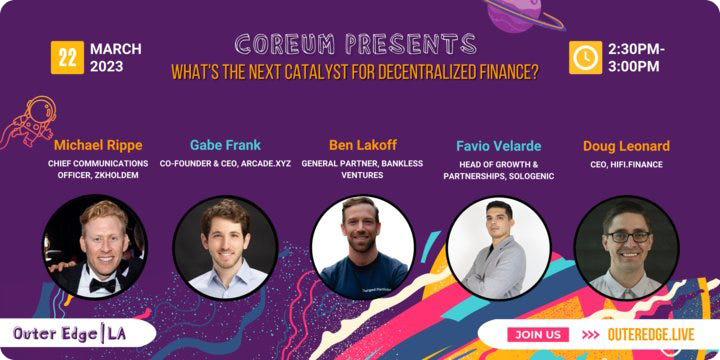 22
MARCH
2023
COREUM PRESENTS
WHAT'S THE NEXT CATALYST FOR DECENTRALIZED FINANCE?
2:30PM-
3:00PM
Michael Rippe
CHIEF COMMUNICATIONS
OFFICER, ZKHOLDEM
Gabe Frank
CO-FOUNDER & CEO, ARCADE.XYZ
Ben Lakoff
GENERAL PARTNER, BANKLESS
VENTURES
Favio Velarde
HEAD OF GROWTH &
PARTNERSHIPS, SOLOGENIC
Doug Leonard
CEO, HIFI.FINANCE
Outer Edge|LA
JOIN US >>> OUTEREDGE.LIVE